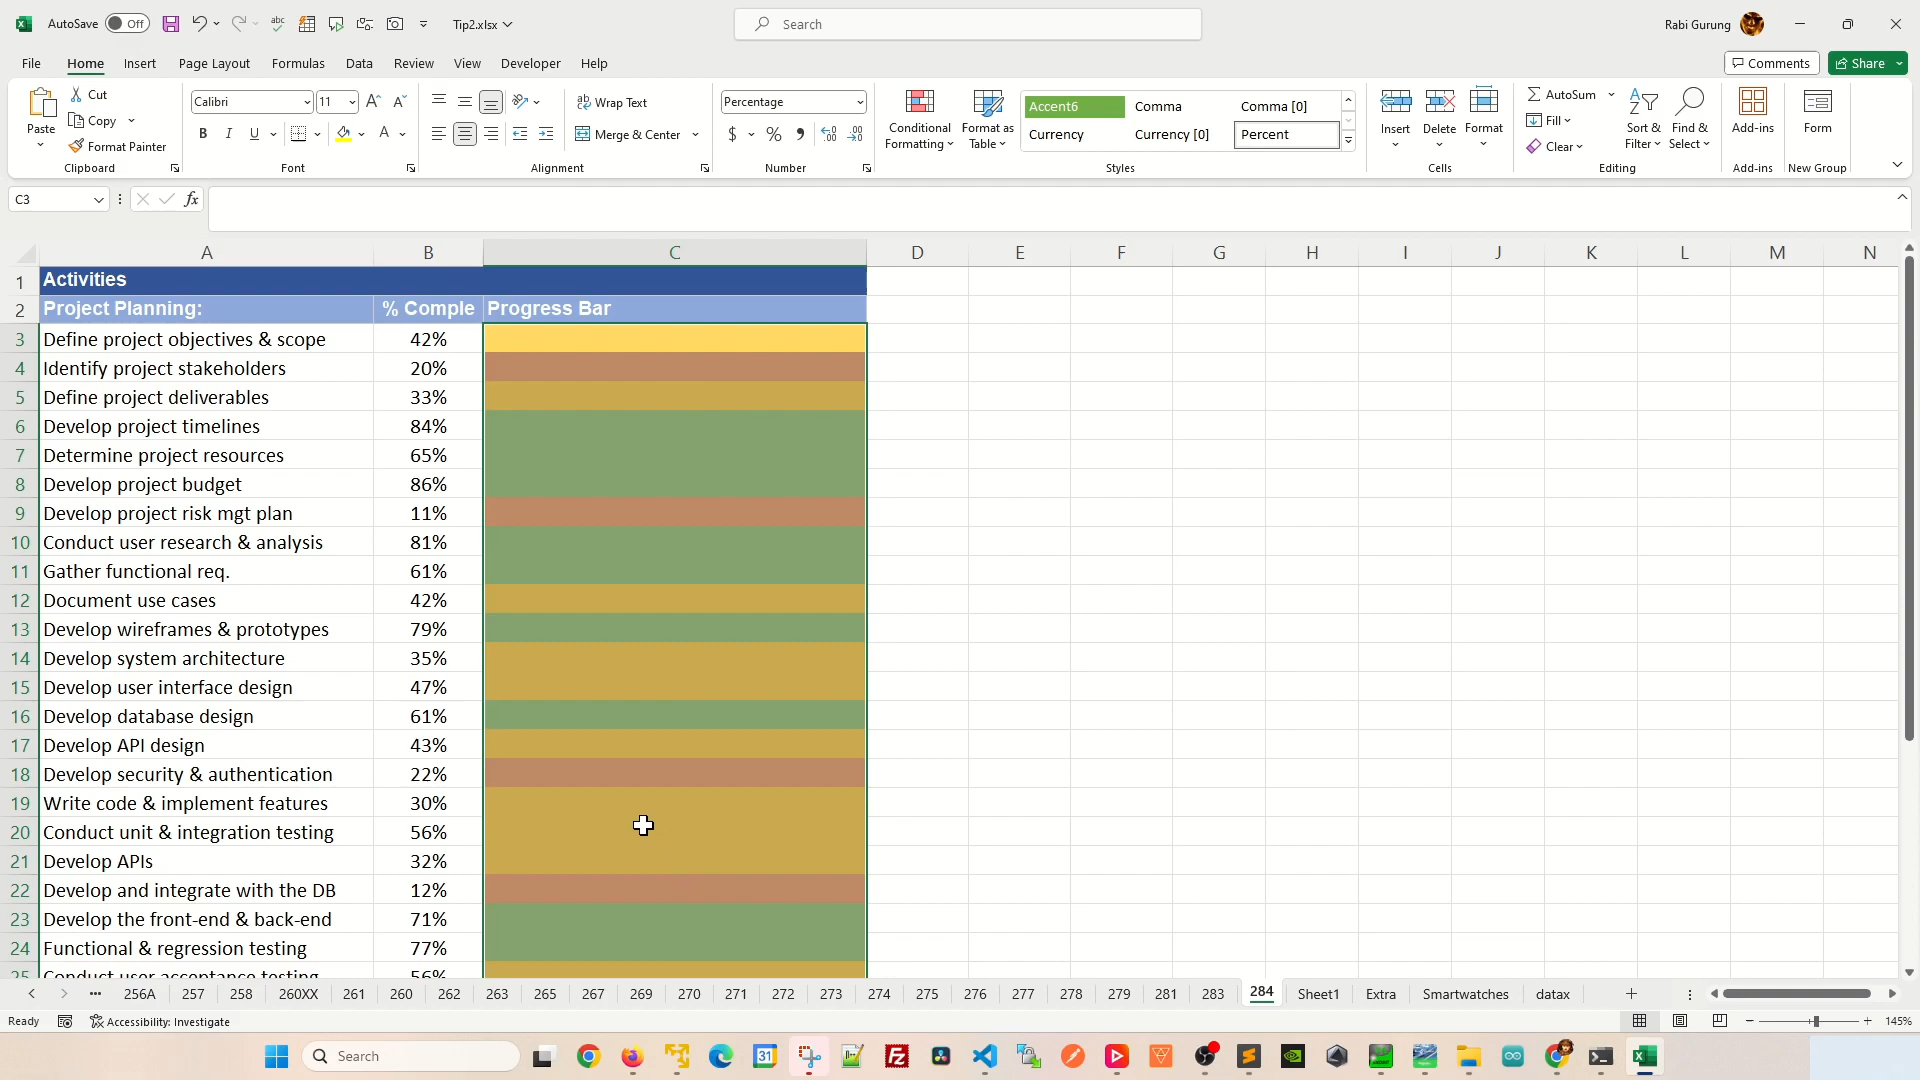 AutoSave Off Tip2.xlsx Search Rabi Gurung
File Home Insert Page Layout Formulas Data Review View Developer Help Comments Share
Paste Cut Copy Format Painter Clipboard
Calibri 11 B I U A Font
Wrap Text Merge & Center Alignment
Percentage $ % Number
Conditional Formatting Format as Table Accent6 Comma Comma [0] Currency Currency [0] Percent Styles
Insert Delete Format Cells
AutoSum Fill Clear Sort & Filter Find & Select Editing
Add-ins Add-ins Form New Group
C3 fx
A B C D E F G H I J K L M N
1 Activities
2 Project Planning: % Comple Progress Bar
3 Define project objectives & scope 42%
4 Identify project stakeholders 20%
5 Define project deliverables 33%
6 Develop project timelines 84%
7 Determine project resources 65%
8 Develop project budget 86%
9 Develop project risk mgt plan 11%
10 Conduct user research & analysis 81%
11 Gather functional req. 61%
12 Document use cases 42%
13 Develop wireframes & prototypes 79%
14 Develop system architecture 35%
15 Develop user interface design 47%
16 Develop database design 61%
17 Develop API design 43%
18 Develop security & authentication 22%
19 Write code & implement features 30%
20 Conduct unit & integration testing 56%
21 Develop APIs 32%
22 Develop and integrate with the DB 12%
23 Develop the front-end & back-end 71%
24 Functional & regression testing 77%
25 Conduct user acceptance testing 56%
256A 257 258 260XX 261 260 262 263 265 267 269 270 271 272 273 274 275 276 277 278 279 281 283 284 Sheet1 Extra Smartwatches datax
Ready Accessibility: Investigate 145%
Search